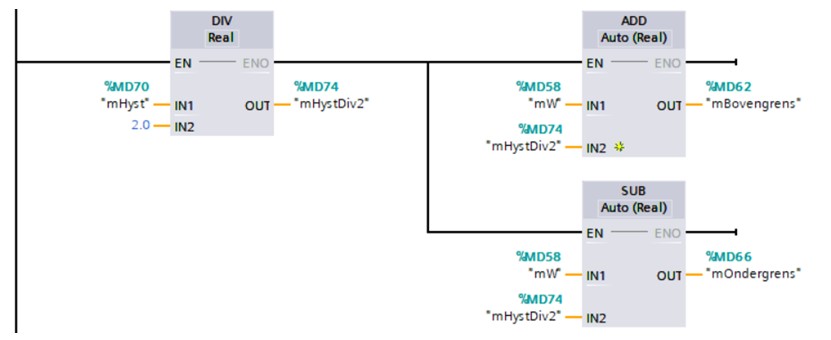 DIV
Real
EN
ENO
%MD70
"mHyst"
IN1
2.0
IN2
OUT
%MD74
"mHystDiv2"
ADD
Auto (Real)
EN
ENO
%MD58
"mW"
IN1
%MD74
"mHystDiv2"
IN2
OUT
%MD62
"mBovengrens"
SUB
Auto (Real)
EN
ENO
%MD58
"mW"
IN1
%MD74
"mHystDiv2"
IN2
OUT
%MD66
"mOndergrens"